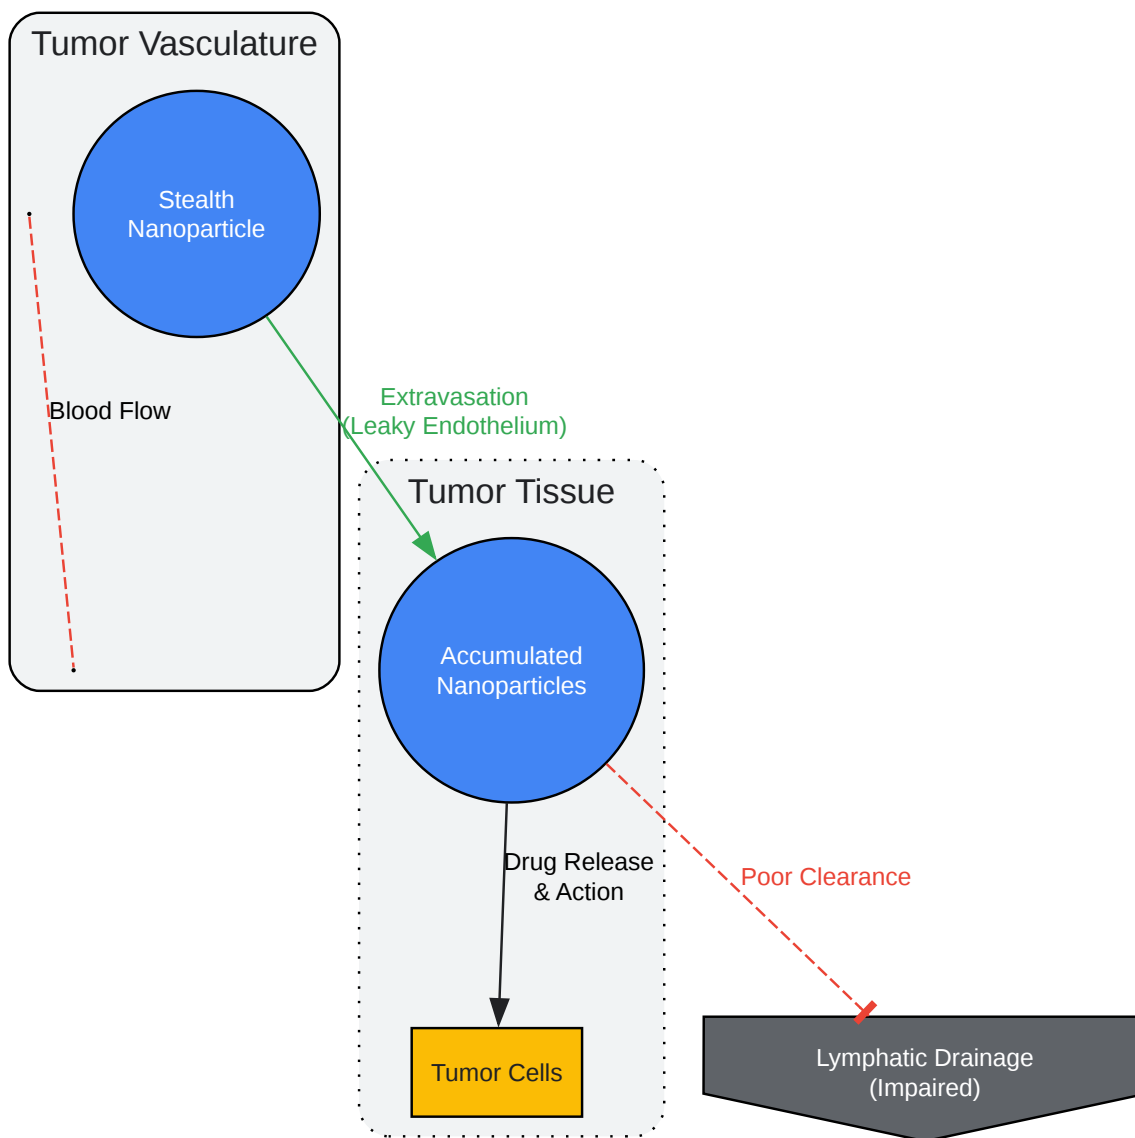 Tumor Vasculature
Stealth
Nanoparticle
Blood Flow
Extravasation
(Leaky Endothelium)
Tumor Tissue
Accumulated
Nanoparticles
Drug Release
& Action
Poor Clearance
Tumor Cells
Lymphatic Drainage
(Impaired)